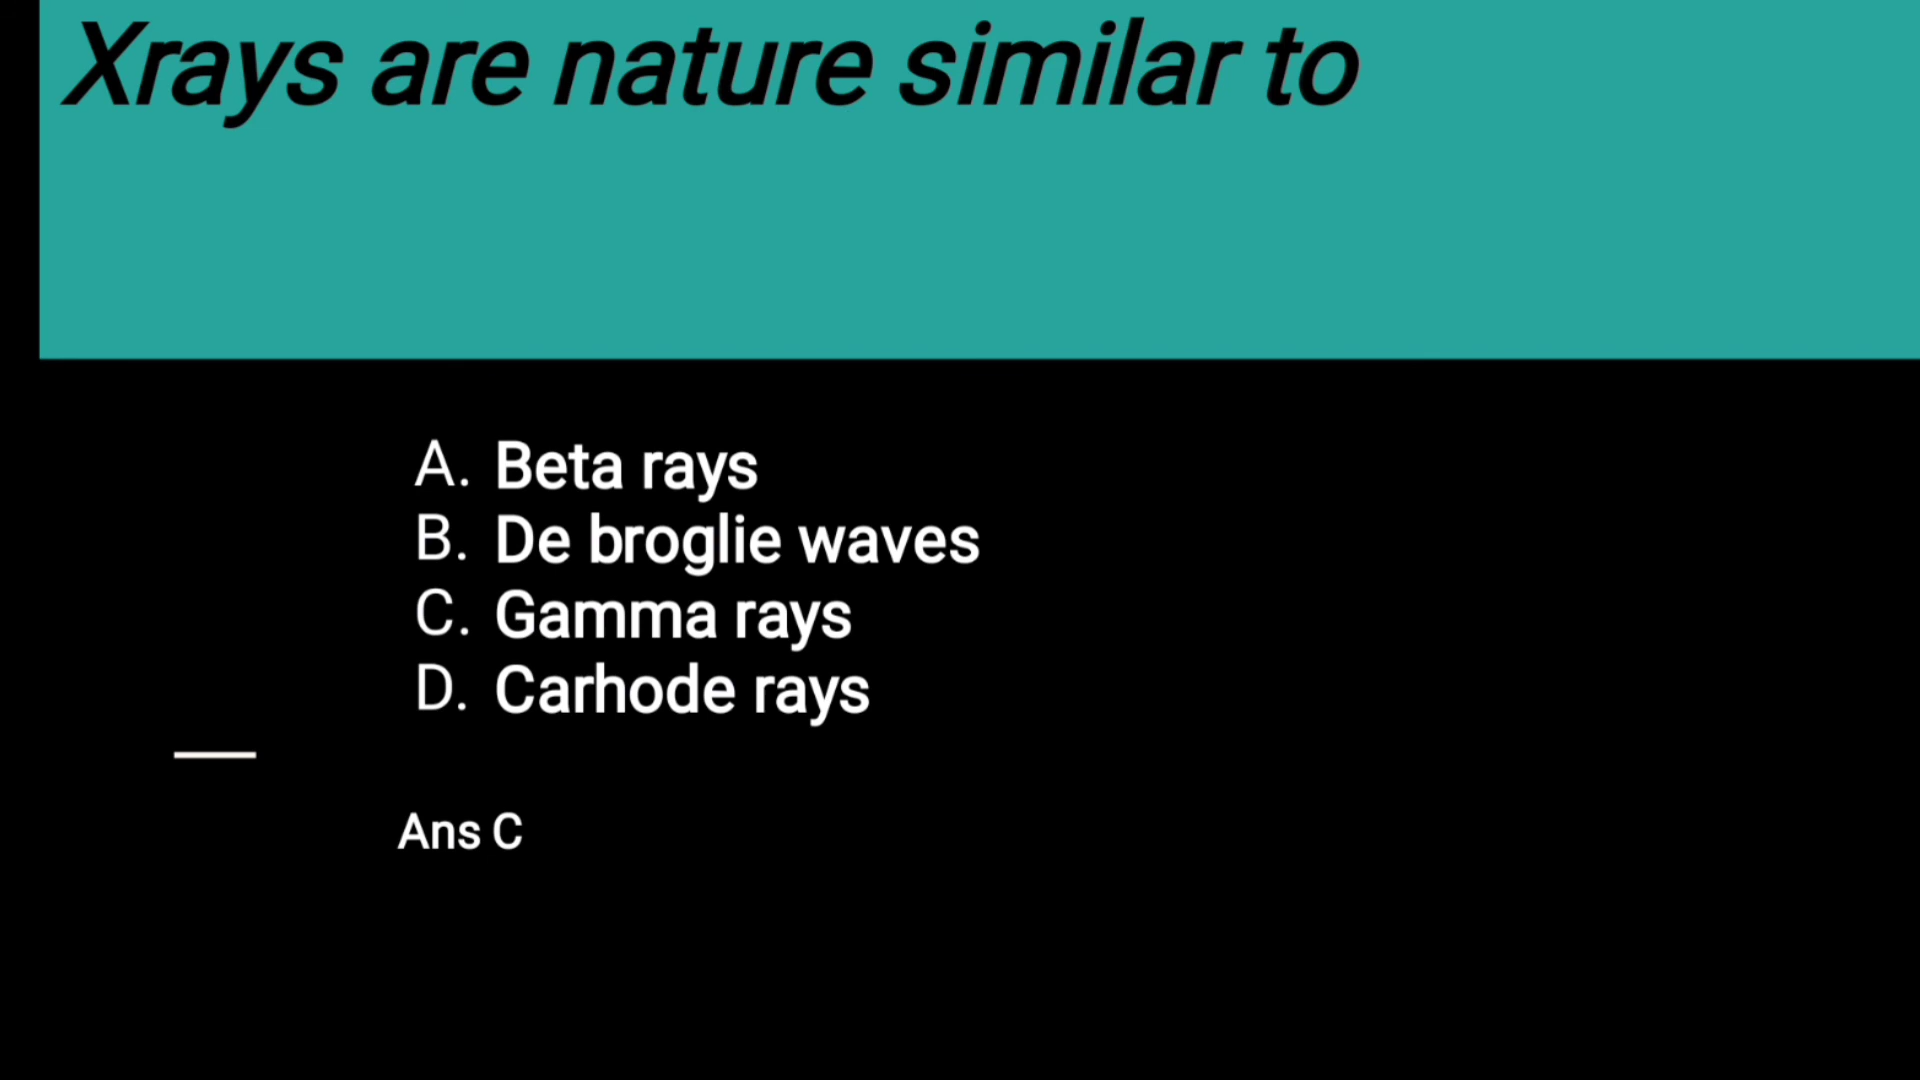 Xrays are nature similar to
A. Beta rays
B. De broglie waves
C. Gamma rays
D. Carhode rays
Ans C